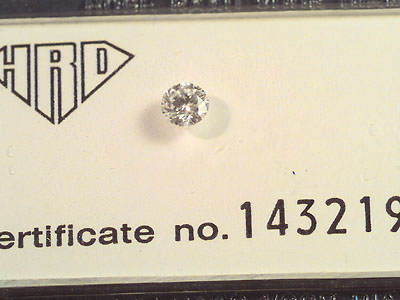 HRD
ertificate no. 143219